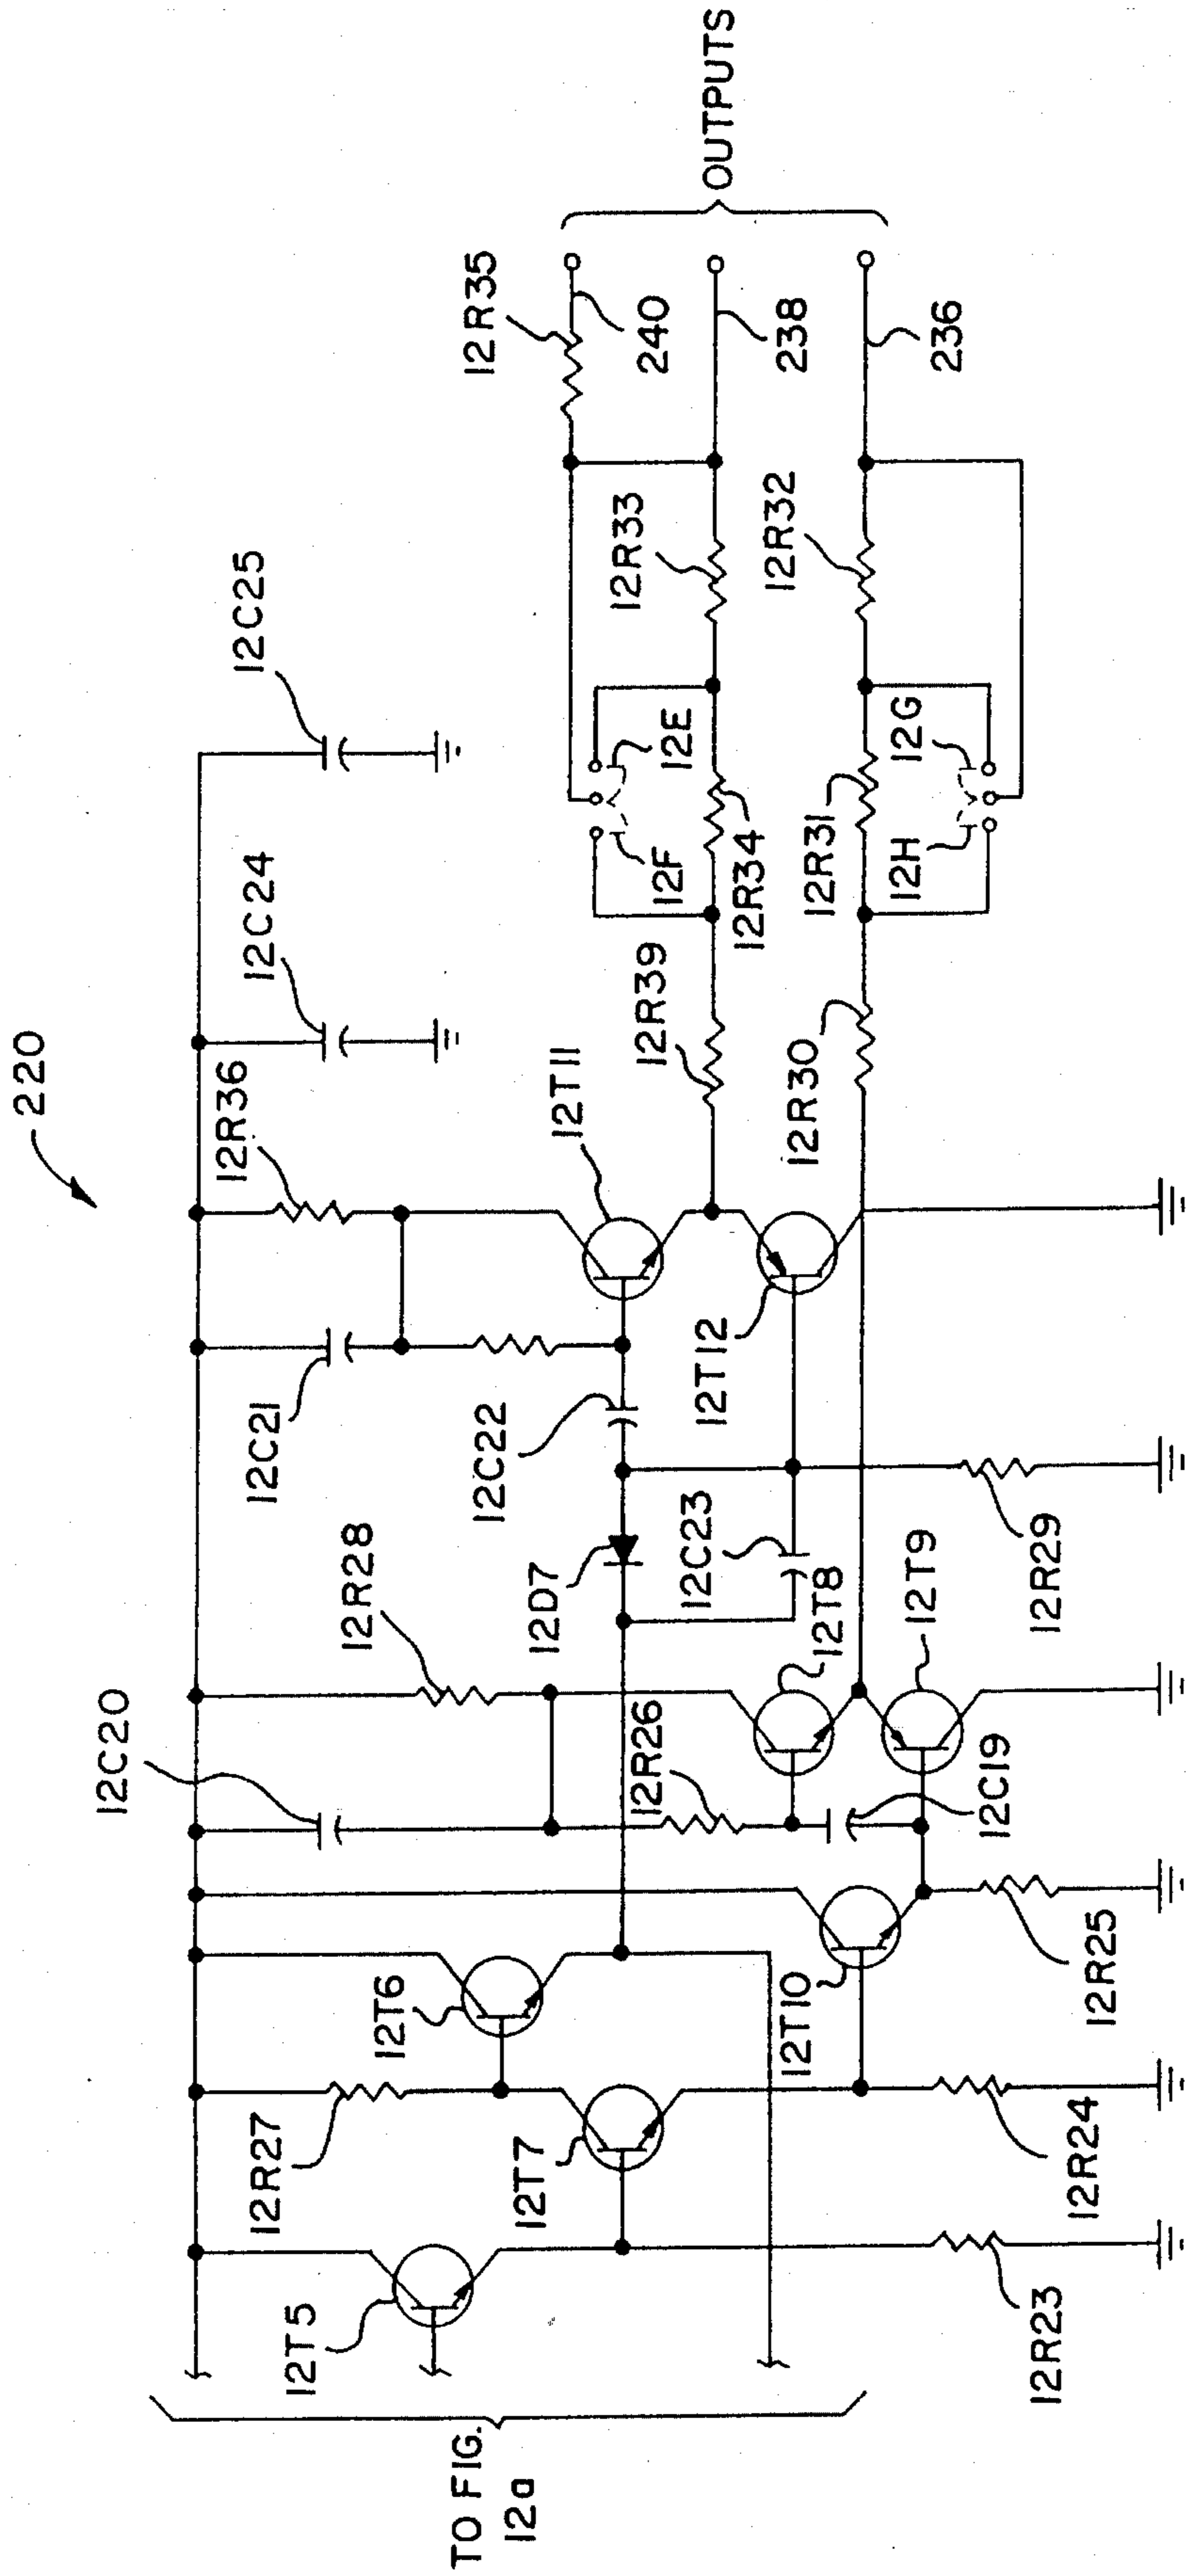 220
12C20
12R28
12C21
12R36
12C24
12C25
12R27
12T6
12D7
12C22
12T11
12R39
12F
12E
12R33
12R35
240
OUTPUTS
238
236
12T5
12T7
12R26
12C23
12T12
12R34
12T10
12T8
12R30
12R31
12R32
12H
12G
12C19
12T9
12R29
12R23
12R24
12R25
TO FIG.
12a